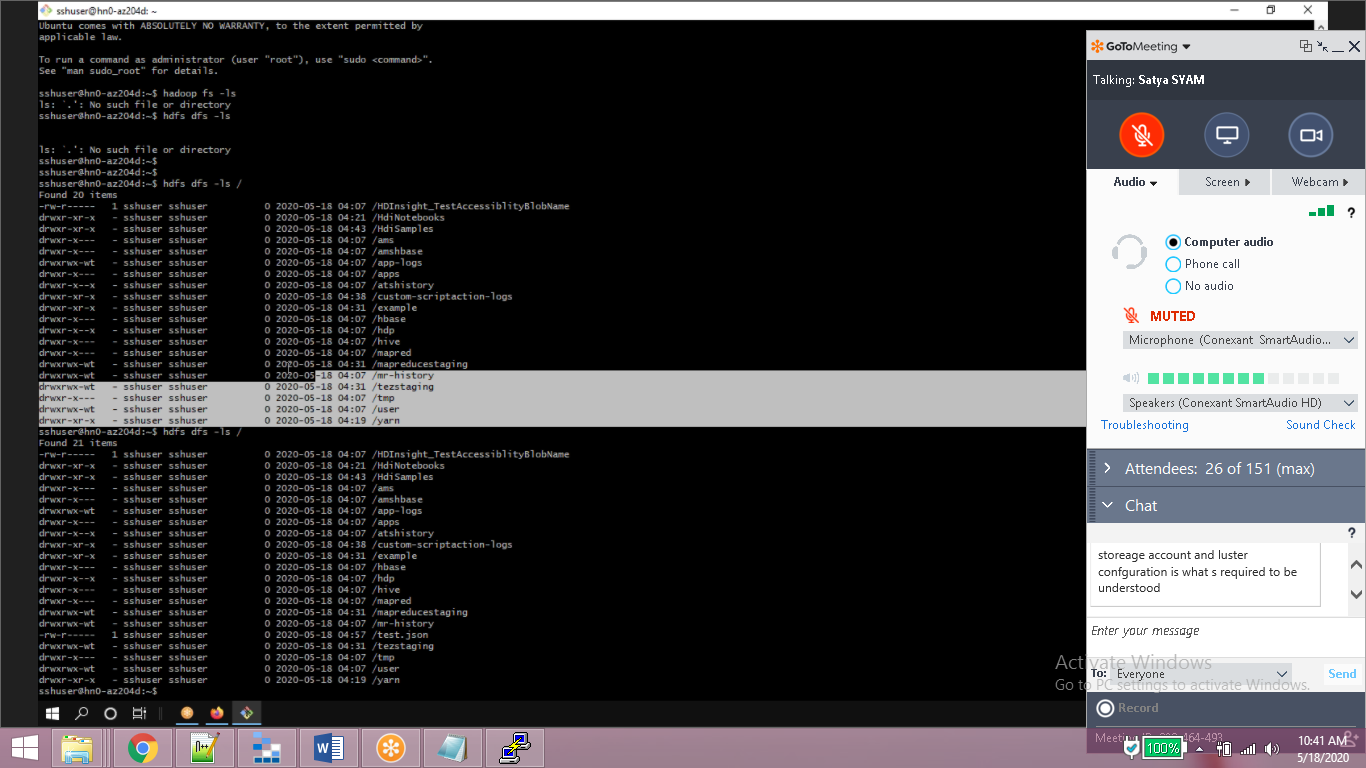 sshuser@hn0-az204d: ~
Ubuntu comes with ABSOLUTELY NO WARRANTY, to the extent permitted by
applicable law.
To run a command as administrator (user "root"), use "sudo <command>".
See "man sudo_root" for details.
sshuser@hn0-az204d:~$ hadoop fs -ls
ls: `.': No such file or directory
sshuser@hn0-az204d:~$ hdfs dfs -ls
ls: `.': No such file or directory
sshuser@hn0-az204d:~$
sshuser@hn0-az204d:~$
sshuser@hn0-az204d:~$ hdfs dfs -ls /
Found 20 items
-rw-r-----   1 sshuser sshuser          0 2020-05-18 04:07 /HDInsight_TestAccessiblityBlobName
drwxr-xr-x   - sshuser sshuser          0 2020-05-18 04:21 /HdiNotebooks
drwxr-xr-x   - sshuser sshuser          0 2020-05-18 04:43 /HdiSamples
drwxr-x---   - sshuser sshuser          0 2020-05-18 04:07 /ams
drwxr-x---   - sshuser sshuser          0 2020-05-18 04:07 /amshbase
drwxrwx-wt   - sshuser sshuser          0 2020-05-18 04:07 /app-logs
drwxr-x---   - sshuser sshuser          0 2020-05-18 04:07 /apps
drwxr-x--x   - sshuser sshuser          0 2020-05-18 04:07 /atshistory
drwxr-xr-x   - sshuser sshuser          0 2020-05-18 04:38 /custom-scriptaction-logs
drwxr-xr-x   - sshuser sshuser          0 2020-05-18 04:31 /example
drwxr-x---   - sshuser sshuser          0 2020-05-18 04:07 /hbase
drwxr-x--x   - sshuser sshuser          0 2020-05-18 04:07 /hdp
drwxr-x---   - sshuser sshuser          0 2020-05-18 04:07 /hive
drwxr-x---   - sshuser sshuser          0 2020-05-18 04:07 /mapred
drwxrwx-wt   - sshuser sshuser          0 2020-05-18 04:31 /mapreducestaging
drwxrwx-wt   - sshuser sshuser          0 2020-05-18 04:07 /mr-history
drwxrwx-wt   - sshuser sshuser          0 2020-05-18 04:31 /tezstaging
drwxr-x---   - sshuser sshuser          0 2020-05-18 04:07 /tmp
drwxrwx-wt   - sshuser sshuser          0 2020-05-18 04:07 /user
drwxr-xr-x   - sshuser sshuser          0 2020-05-18 04:19 /yarn
sshuser@hn0-az204d:~$ hdfs dfs -ls /
Found 21 items
-rw-r-----   1 sshuser sshuser          0 2020-05-18 04:07 /HDInsight_TestAccessiblityBlobName
drwxr-xr-x   - sshuser sshuser          0 2020-05-18 04:21 /HdiNotebooks
drwxr-xr-x   - sshuser sshuser          0 2020-05-18 04:43 /HdiSamples
drwxr-x---   - sshuser sshuser          0 2020-05-18 04:07 /ams
drwxr-x---   - sshuser sshuser          0 2020-05-18 04:07 /amshbase
drwxrwx-wt   - sshuser sshuser          0 2020-05-18 04:07 /app-logs
drwxr-x---   - sshuser sshuser          0 2020-05-18 04:07 /apps
drwxr-x--x   - sshuser sshuser          0 2020-05-18 04:07 /atshistory
drwxr-xr-x   - sshuser sshuser          0 2020-05-18 04:38 /custom-scriptaction-logs
drwxr-xr-x   - sshuser sshuser          0 2020-05-18 04:31 /example
drwxr-x---   - sshuser sshuser          0 2020-05-18 04:07 /hbase
drwxr-x--x   - sshuser sshuser          0 2020-05-18 04:07 /hdp
drwxr-x---   - sshuser sshuser          0 2020-05-18 04:07 /hive
drwxr-x---   - sshuser sshuser          0 2020-05-18 04:07 /mapred
drwxrwx-wt   - sshuser sshuser          0 2020-05-18 04:31 /mapreducestaging
drwxrwx-wt   - sshuser sshuser          0 2020-05-18 04:07 /mr-history
-rw-r-----   1 sshuser sshuser          0 2020-05-18 04:57 /test.json
drwxrwx-wt   - sshuser sshuser          0 2020-05-18 04:31 /tezstaging
drwxr-x---   - sshuser sshuser          0 2020-05-18 04:07 /tmp
drwxrwx-wt   - sshuser sshuser          0 2020-05-18 04:07 /user
drwxr-xr-x   - sshuser sshuser          0 2020-05-18 04:19 /yarn
sshuser@hn0-az204d:~$
GoToMeeting
Talking: Satya SYAM
Audio Screen Webcam
?
Computer audio
Phone call
No audio
MUTED
Microphone (Conexant SmartAudio...
Speakers (Conexant SmartAudio HD)
Troubleshooting Sound Check
Attendees: 26 of 151 (max)
Chat
?
storeage account and luster
confguration is what s required to be
understood
Enter your message
Activate Windows
To: Everyone Send
Go to PC settings to activate Windows.
Record
100%
10:41 AM
5/18/2020